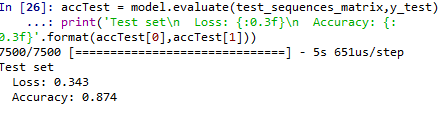 In [26]: accTest = model.evaluate(test_sequences_matrix,y_test)
...: print('Test set\n  Loss: {:0.3f}\n  Accuracy: {:
0.3f}'.format(accTest[0],accTest[1]))
7500/7500 [==============================] - 5s 651us/step
Test set
  Loss: 0.343
  Accuracy: 0.874